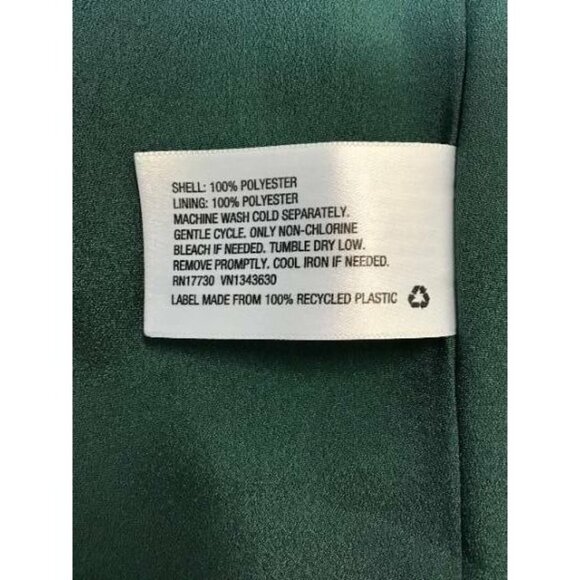 SHELL: 100% POLYESTER
LINING: 100% POLYESTER
MACHINE WASH COLD SEPARATELY.
GENTLE CYCLE. ONLY NON-CHLORINE
BLEACH IF NEEDED. TUMBLE DRY LOW.
REMOVE PROMPTLY. COOL IRON IF NEEDED.
RN17730 VN1343630
LABEL MADE FROM 100% RECYCLED PLASTIC